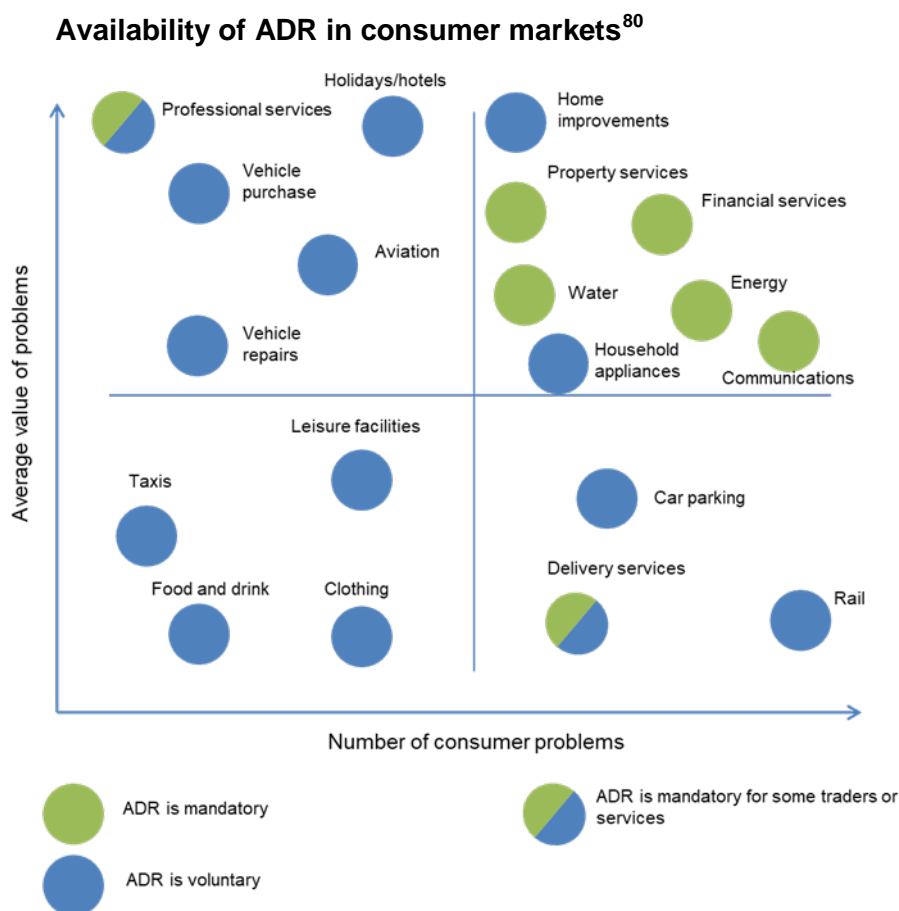 Availability of ADR in consumer markets80
Holidays/hotels
Professional services
Home
improvements
Vehicle
purchase
Property services
Financial services
Aviation
Water
Energy
Vehicle
repairs
Household
appliances
Communications
Average value of problems
Leisure facilities
Taxis
Car parking
Delivery services
Food and drink
Clothing
Rail
Number of consumer problems
ADR is mandatory
ADR is mandatory for some traders or
services
ADR is voluntary